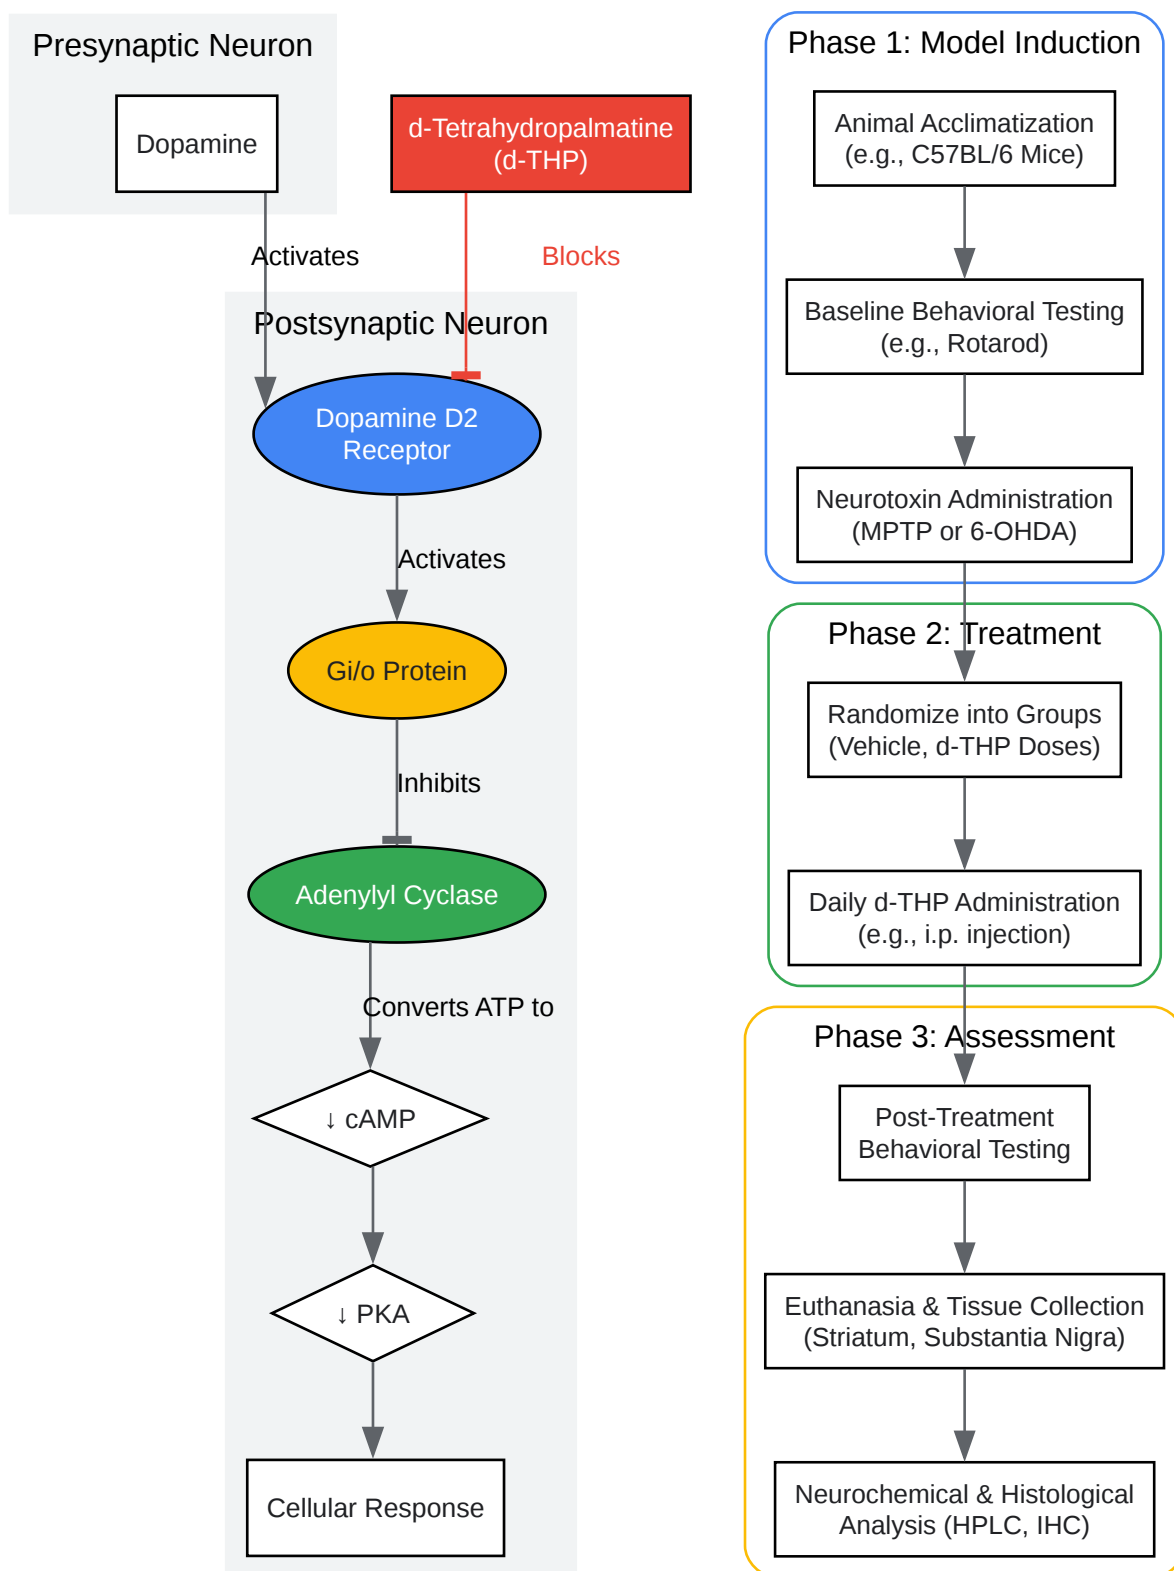 Presynaptic Neuron
Dopamine
d-Tetrahydropalmatine
(d-THP)
Activates
Blocks
Postsynaptic Neuron
Dopamine D2
Receptor
Activates
Gi/o Protein
Inhibits
Adenylyl Cyclase
Converts ATP to
↓ cAMP
↓ PKA
Cellular Response
Phase 1: Model Induction
Animal Acclimatization
(e.g., C57BL/6 Mice)
Baseline Behavioral Testing
(e.g., Rotarod)
Neurotoxin Administration
(MPTP or 6-OHDA)
Phase 2: Treatment
Randomize into Groups
(Vehicle, d-THP Doses)
Daily d-THP Administration
(e.g., i.p. injection)
Phase 3: Assessment
Post-Treatment
Behavioral Testing
Euthanasia & Tissue Collection
(Striatum, Substantia Nigra)
Neurochemical & Histological
Analysis (HPLC, IHC)